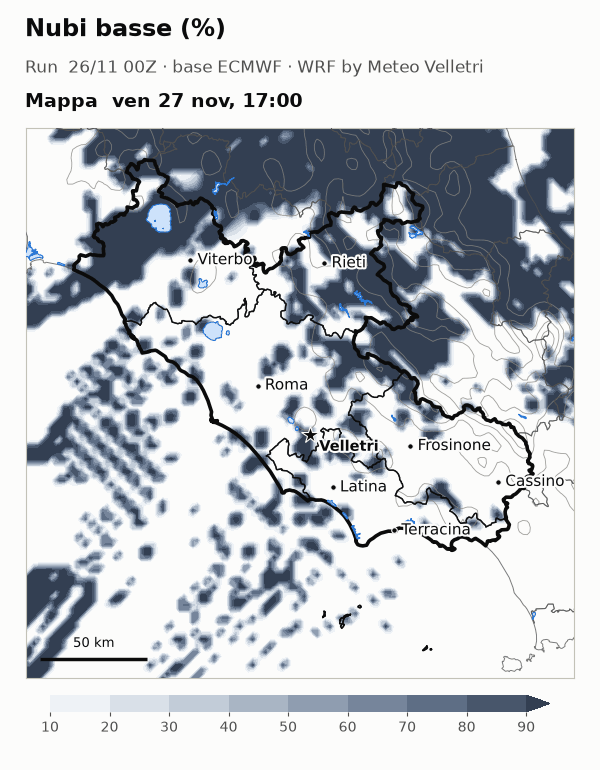 Nubi basse (%)
Run 26/11 00Z · base ECMWF · WRF by Meteo Velletri
Mappa ven 27 nov, 17:00
Viterbo
Rieti
Roma
Velletri
Frosinone
Latina
Cassino
Terracina
50 km
10 20 30 40 50 60 70 80 90